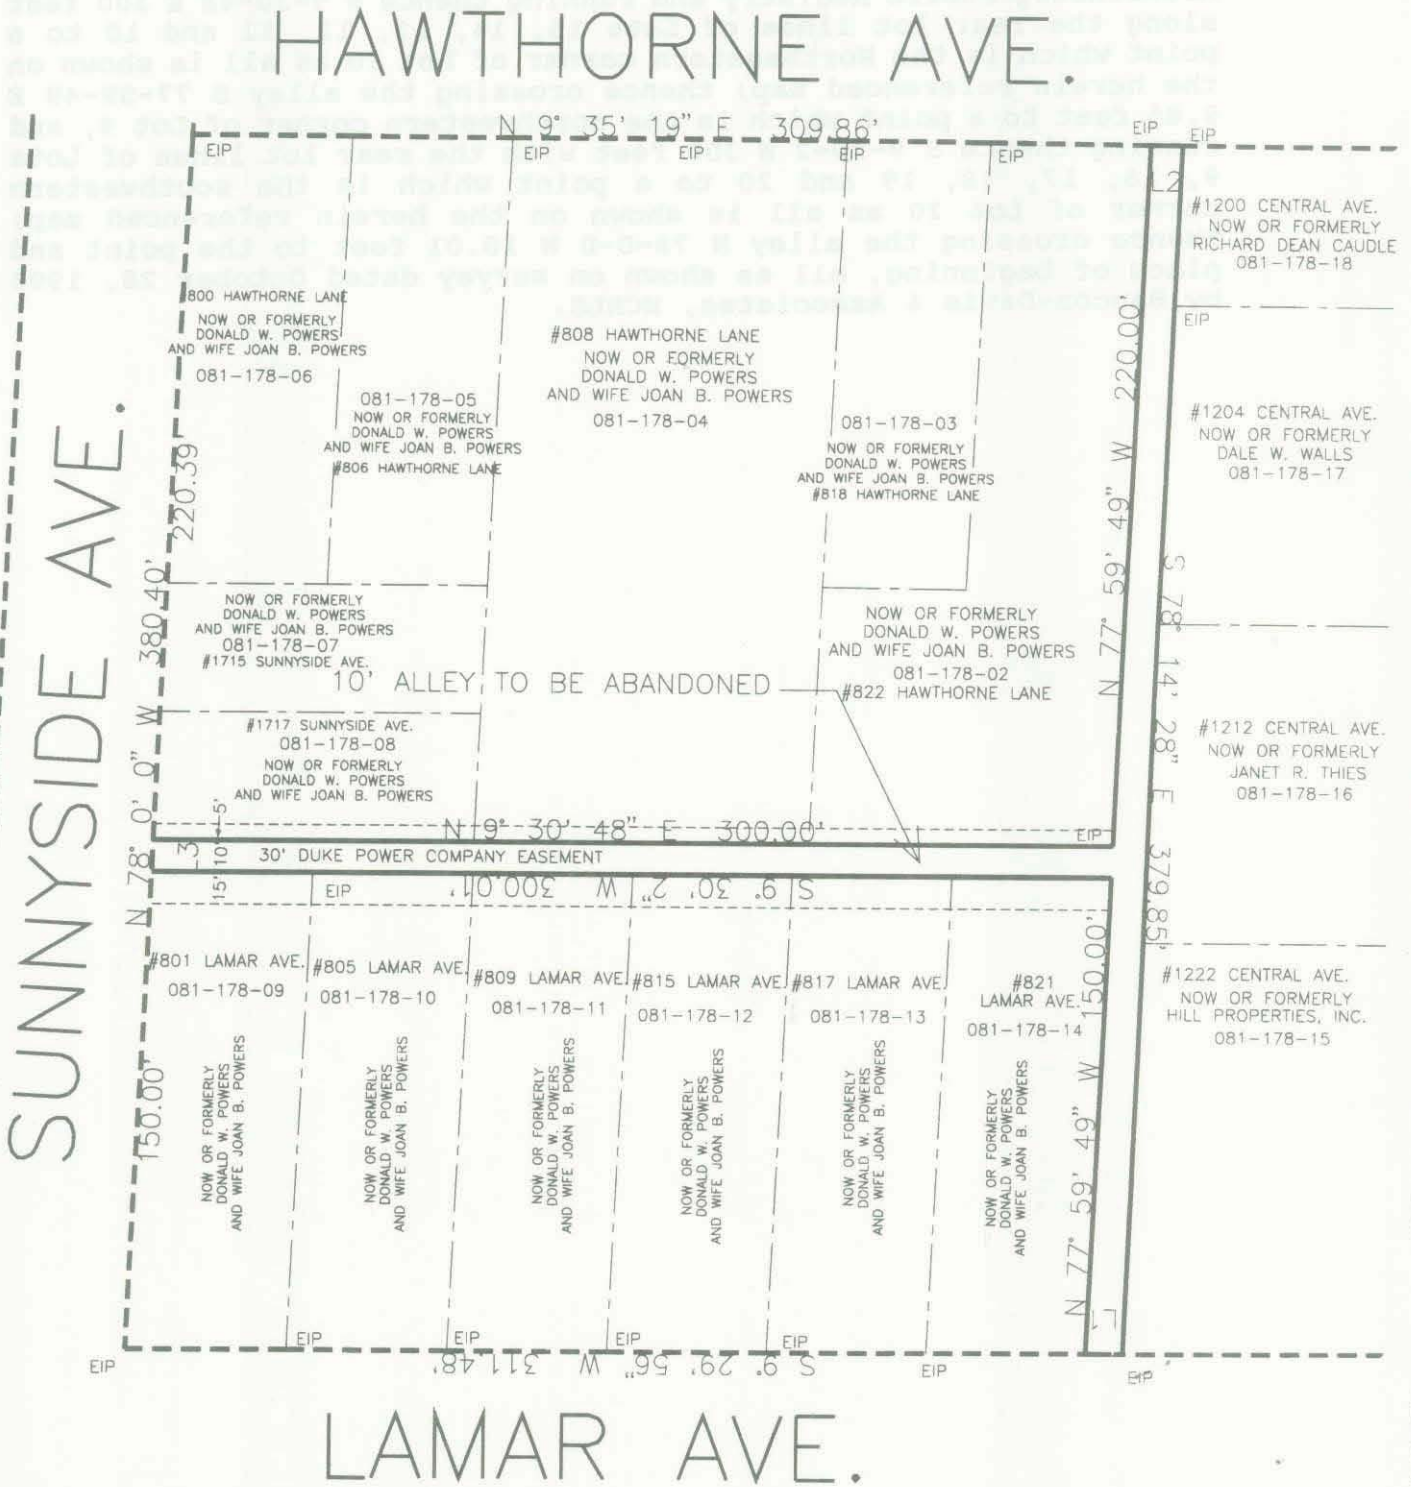 HAWTHORNE AVE.
N 9° 35' 19" E 309.86'
EIP
EIP
EIP
EIP
EIP
EIP
EIP
L2
#1200 CENTRAL AVE.
NOW OR FORMERLY
RICHARD DEAN CAUDLE
081-178-18
EIP
800 HAWTHORNE LANE
NOW OR FORMERLY
DONALD W. POWERS
AND WIFE JOAN B. POWERS
081-178-06
081-178-05
NOW OR FORMERLY
DONALD W. POWERS
AND WIFE JOAN B. POWERS
#806 HAWTHORNE LANE
#808 HAWTHORNE LANE
NOW OR FORMERLY
DONALD W. POWERS
AND WIFE JOAN B. POWERS
081-178-04
081-178-03
NOW OR FORMERLY
DONALD W. POWERS
AND WIFE JOAN B. POWERS
#818 HAWTHORNE LANE
N 77° 59' 49" W 220.00'
#1204 CENTRAL AVE.
NOW OR FORMERLY
DALE W. WALLS
081-178-17
SUNNYSIDE AVE.
220.39'
N 78° 0' 0" W 380.40'
NOW OR FORMERLY
DONALD W. POWERS
AND WIFE JOAN B. POWERS
081-178-07
#1715 SUNNYSIDE AVE.
NOW OR FORMERLY
DONALD W. POWERS
AND WIFE JOAN B. POWERS
081-178-02
#822 HAWTHORNE LANE
10' ALLEY TO BE ABANDONED
S 78° 14' 28" E 379.85'
#1717 SUNNYSIDE AVE.
081-178-08
NOW OR FORMERLY
DONALD W. POWERS
AND WIFE JOAN B. POWERS
#1212 CENTRAL AVE.
NOW OR FORMERLY
JANET R. THIES
081-178-16
5'
N 9° 30' 48" E 300.00'
EIP
L3
10'
30' DUKE POWER COMPANY EASEMENT
15'
EIP
S 9° 30' 2" W 300.01'
#801 LAMAR AVE.
081-178-09
NOW OR FORMERLY
DONALD W. POWERS
AND WIFE JOAN B. POWERS
#805 LAMAR AVE.
081-178-10
NOW OR FORMERLY
DONALD W. POWERS
AND WIFE JOAN B. POWERS
#809 LAMAR AVE.
081-178-11
NOW OR FORMERLY
DONALD W. POWERS
AND WIFE JOAN B. POWERS
#815 LAMAR AVE.
081-178-12
NOW OR FORMERLY
DONALD W. POWERS
AND WIFE JOAN B. POWERS
#817 LAMAR AVE.
081-178-13
NOW OR FORMERLY
DONALD W. POWERS
AND WIFE JOAN B. POWERS
#821
LAMAR AVE.
081-178-14
NOW OR FORMERLY
DONALD W. POWERS
AND WIFE JOAN B. POWERS
N 77° 59' 49" W 150.00'
#1222 CENTRAL AVE.
NOW OR FORMERLY
HILL PROPERTIES, INC.
081-178-15
150.00'
L1
EIP
EIP
EIP
EIP
EIP
EIP
EIP
S 9° 29' 56" W 311.48'
LAMAR AVE.